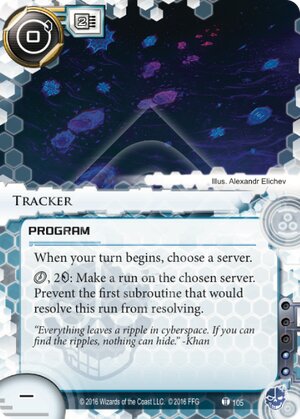 0
Illus. Alexandr Elichev
TRACKER
PROGRAM
When your turn begins, choose a server.
, 2: Make a run on the chosen server.
Prevent the first subroutine that would
resolve this run from resolving.
"Everything leaves a ripple in cyberspace. If you can
find the ripples, nothing can hide." -Khan
–
© 2016 Wizards of the Coast LLC. © 2016 FFG
105